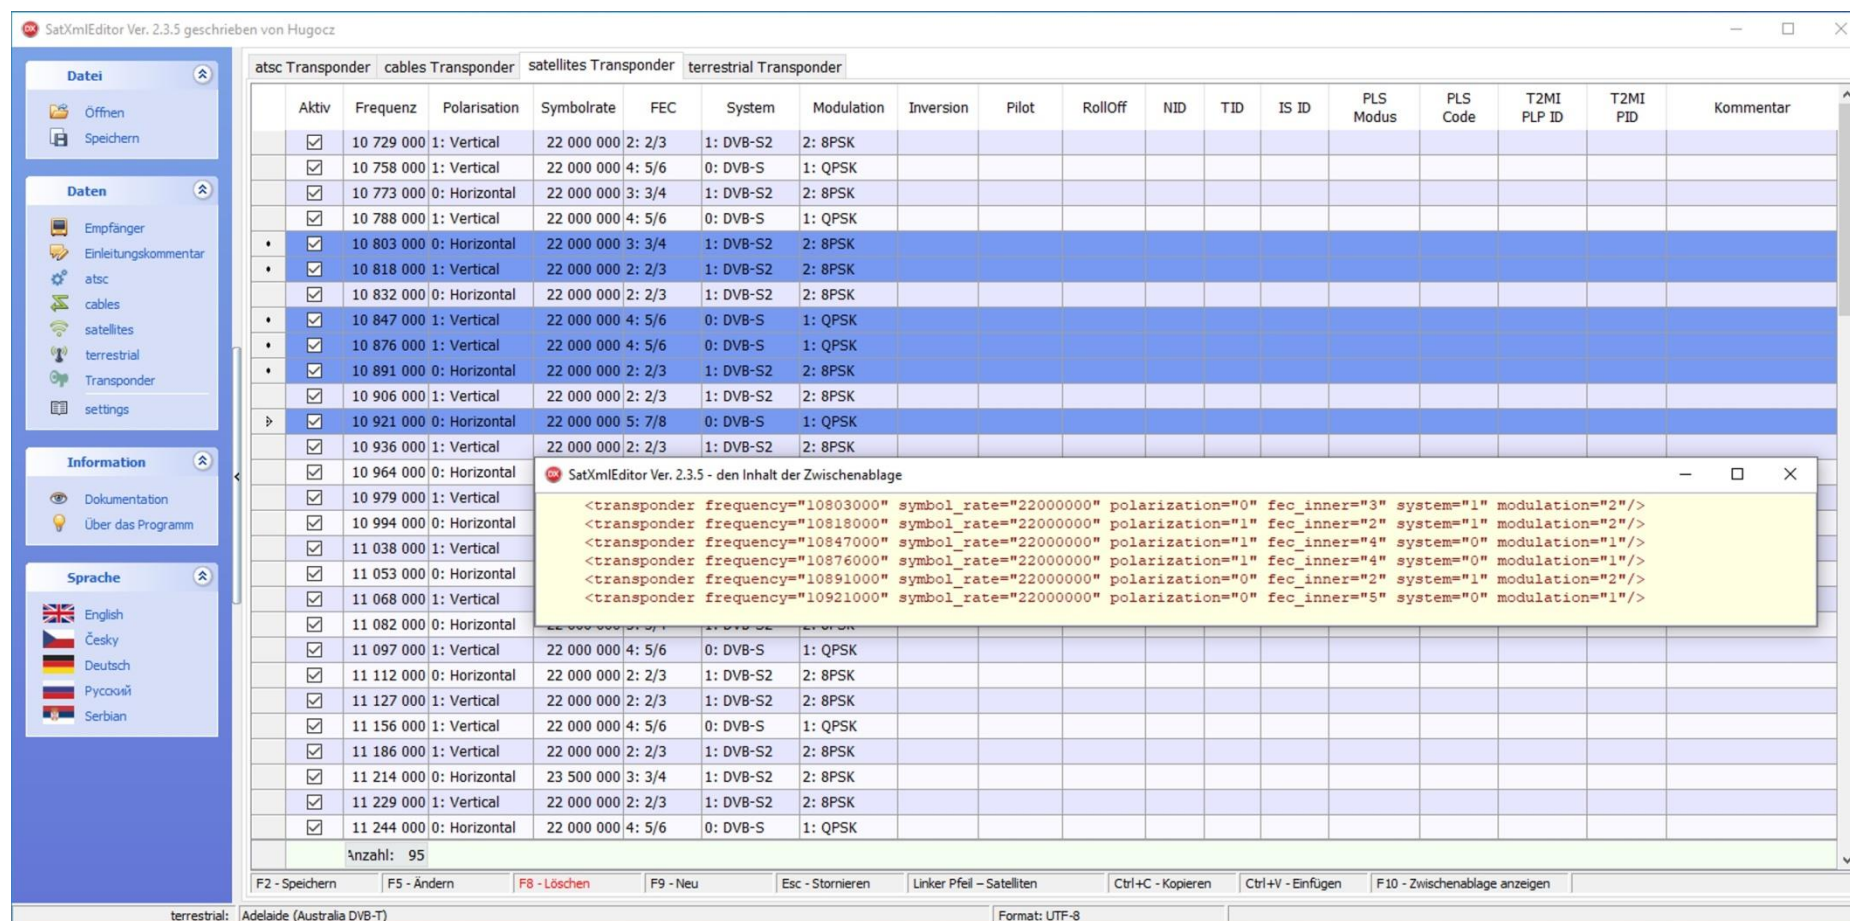 SatXmlEditor Ver. 2.3.5 geschrieben von Hugocz
Datei
Öffnen
Speichern
Daten
Empfänger
Einleitungskommentar
atsc
cables
satellites
terrestrial
Transponder
settings
Information
Dokumentation
Über das Programm
Sprache
English
Česky
Deutsch
Русский
Serbian
atsc Transponder cables Transponder satellites Transponder terrestrial Transponder
Aktiv Frequenz Polarisation Symbolrate FEC System Modulation Inversion Pilot RollOff NID TID IS ID PLS Modus PLS Code T2MI PLP ID T2MI PID Kommentar
10 729 000 1: Vertical 22 000 000 2: 2/3 1: DVB-S2 2: 8PSK
10 758 000 1: Vertical 22 000 000 4: 5/6 0: DVB-S 1: QPSK
10 773 000 0: Horizontal 22 000 000 3: 3/4 1: DVB-S2 2: 8PSK
10 788 000 1: Vertical 22 000 000 4: 5/6 0: DVB-S 1: QPSK
10 803 000 0: Horizontal 22 000 000 3: 3/4 1: DVB-S2 2: 8PSK
10 818 000 1: Vertical 22 000 000 2: 2/3 1: DVB-S2 2: 8PSK
10 832 000 0: Horizontal 22 000 000 2: 2/3 1: DVB-S2 2: 8PSK
10 847 000 1: Vertical 22 000 000 4: 5/6 0: DVB-S 1: QPSK
10 876 000 1: Vertical 22 000 000 4: 5/6 0: DVB-S 1: QPSK
10 891 000 0: Horizontal 22 000 000 2: 2/3 1: DVB-S2 2: 8PSK
10 906 000 1: Vertical 22 000 000 2: 2/3 1: DVB-S2 2: 8PSK
10 921 000 0: Horizontal 22 000 000 5: 7/8 0: DVB-S 1: QPSK
10 936 000 1: Vertical 22 000 000 2: 2/3 1: DVB-S2 2: 8PSK
10 964 000 0: Horizontal
10 979 000 1: Vertical
10 994 000 0: Horizontal
11 038 000 1: Vertical
11 053 000 0: Horizontal
11 068 000 1: Vertical
11 082 000 0: Horizontal
SatXmlEditor Ver. 2.3.5 - den Inhalt der Zwischenablage
<transponder frequency="10803000" symbol_rate="22000000" polarization="0" fec_inner="3" system="1" modulation="2"/>
<transponder frequency="10818000" symbol_rate="22000000" polarization="1" fec_inner="2" system="1" modulation="2"/>
<transponder frequency="10847000" symbol_rate="22000000" polarization="1" fec_inner="4" system="0" modulation="1"/>
<transponder frequency="10876000" symbol_rate="22000000" polarization="1" fec_inner="4" system="0" modulation="1"/>
<transponder frequency="10891000" symbol_rate="22000000" polarization="0" fec_inner="2" system="1" modulation="2"/>
<transponder frequency="10921000" symbol_rate="22000000" polarization="0" fec_inner="5" system="0" modulation="1"/>
11 097 000 1: Vertical 22 000 000 4: 5/6 0: DVB-S 1: QPSK
11 112 000 0: Horizontal 22 000 000 2: 2/3 1: DVB-S2 2: 8PSK
11 127 000 1: Vertical 22 000 000 2: 2/3 1: DVB-S2 2: 8PSK
11 156 000 1: Vertical 22 000 000 4: 5/6 0: DVB-S 1: QPSK
11 186 000 1: Vertical 22 000 000 2: 2/3 1: DVB-S2 2: 8PSK
11 214 000 0: Horizontal 23 500 000 3: 3/4 1: DVB-S2 2: 8PSK
11 229 000 1: Vertical 22 000 000 2: 2/3 1: DVB-S2 2: 8PSK
11 244 000 0: Horizontal 22 000 000 4: 5/6 0: DVB-S 1: QPSK
Anzahl: 95
F2 - Speichern F5 - Ändern F8 - Löschen F9 - Neu Esc - Stornieren Linker Pfeil – Satelliten Ctrl+C - Kopieren Ctrl+V - Einfügen F10 - Zwischenablage anzeigen
terrestrial: Adelaide (Australia DVB-T) Format: UTF-8